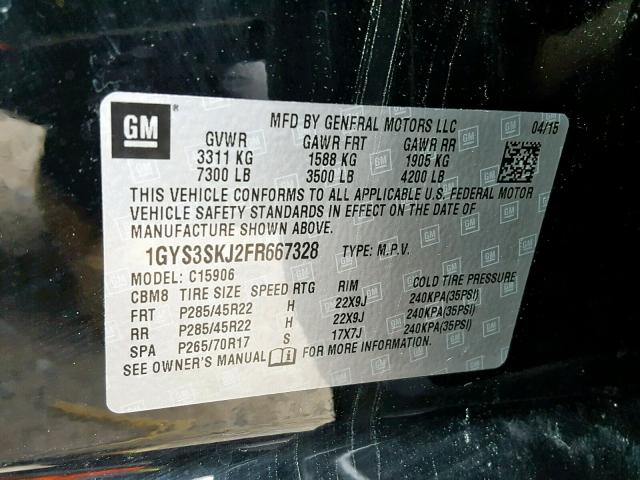 GM ®
MFD BY GENERAL MOTORS LLC 04/15
GVWR GAWR FRT GAWR RR
3311 KG 1588 KG 1905 KG
7300 LB 3500 LB 4200 LB
THIS VEHICLE CONFORMS TO ALL APPLICABLE U.S. FEDERAL MOTOR
VEHICLE SAFETY STANDARDS IN EFFECT ON THE DATE OF
MANUFACTURE SHOWN ABOVE.
1GYS3SKJ2FR667328 TYPE: M.P.V.
MODEL: C15906
CBM8 TIRE SIZE SPEED RTG RIM COLD TIRE PRESSURE
FRT P285/45R22 H 22X9J 240KPA(35PSI)
RR P285/45R22 H 22X9J 240KPA(35PSI)
SPA P265/70R17 S 17X7J 240KPA(35PSI)
SEE OWNER'S MANUAL i FOR MORE INFORMATION.